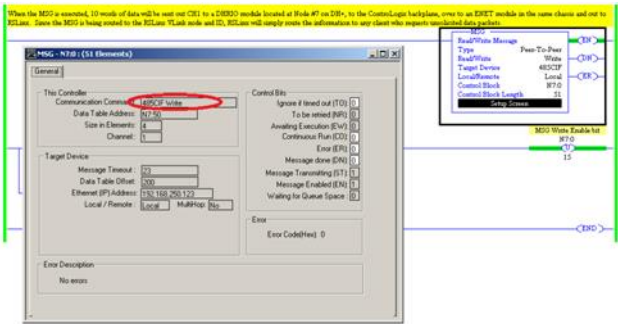 When the MSG is executed, 10 words of data will be sent out CH1 to a DHRIO module located at Node #7 on DH+, to the ControlLogix backplane, over to an ENET module in the same chassis and out to
RSLinx. Since the MSG is being routed to the RSLinx VLink node and ID, RSLinx will simply route the information to any client who requests unsolicited data packets.
MSG
Read/Write Message
Type Peer-To-Peer
Read/Write Write
Target Device 485CIF
Local/Remote Local
Control Block N7:0
Control Block Length 51
Setup Screen
(EN)
(DN)
(ER)
MSG - N7:0 : (51 Elements)
General
This Controller
Communication Command: 485CIF Write
Data Table Address: N7:50
Size in Elements: 4
Channel: 1
Target Device
Message Timeout : 23
Data Table Offset: 200
Ethernet (IP) Address: 192.168.250.123
Local / Remote : Local MultiHop: No
Control Bits
Ignore if timed out (TO): 0
To be retried (NR): 0
Awaiting Execution (EW): 0
Continuous Run (CO): 0
Error (ER): 0
Message done (DN): 0
Message Transmitting (ST): 1
Message Enabled (EN): 1
Waiting for Queue Space : 0
Error
Error Code(Hex): 0
Error Description
No errors
MSG Write Enable bit
N7:0
(U)
15
(END)